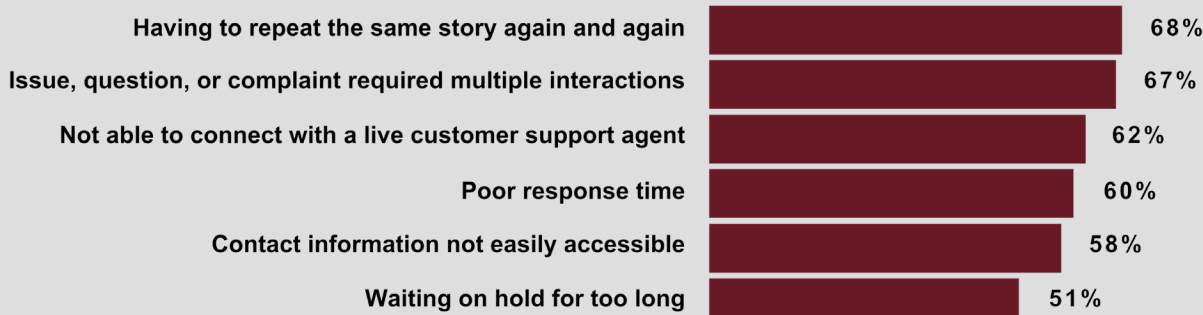 Having to repeat the same story again and again 68%
Issue, question, or complaint required multiple interactions 67%
Not able to connect with a live customer support agent 62%
Poor response time 60%
Contact information not easily accessible 58%
Waiting on hold for too long 51%